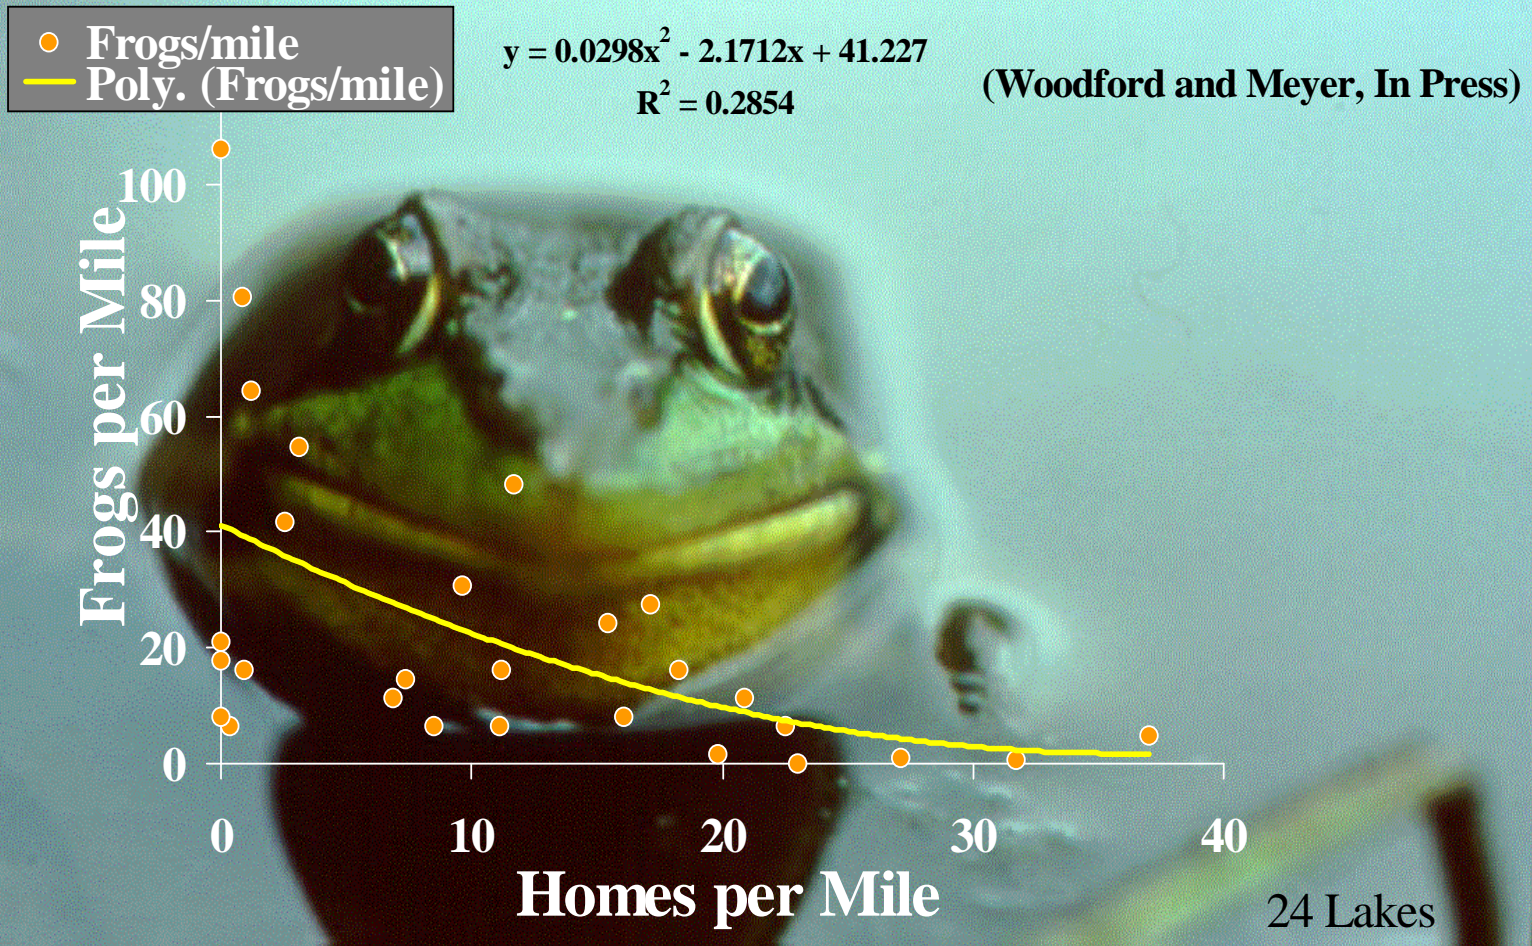 Frogs/mile
Poly. (Frogs/mile)
y = 0.0298x² - 2.1712x + 41.227
R² = 0.2854
(Woodford and Meyer, In Press)
Frogs per Mile
100
80
60
40
20
0
0 10 20 30 40
Homes per Mile
24 Lakes